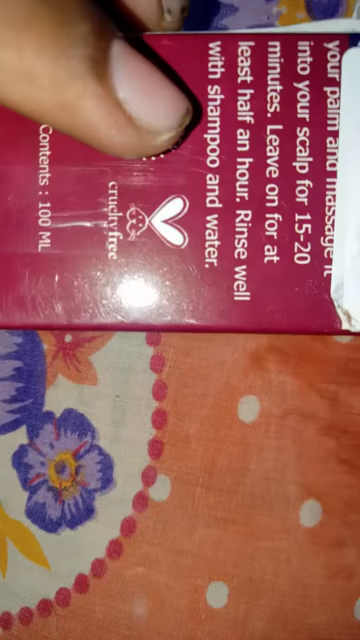 your palm and massage it
into your scalp for 15-20
minutes. Leave on for at
least half an hour. Rinse well
with shampoo and water.
cruelty free
Contents : 100 ML